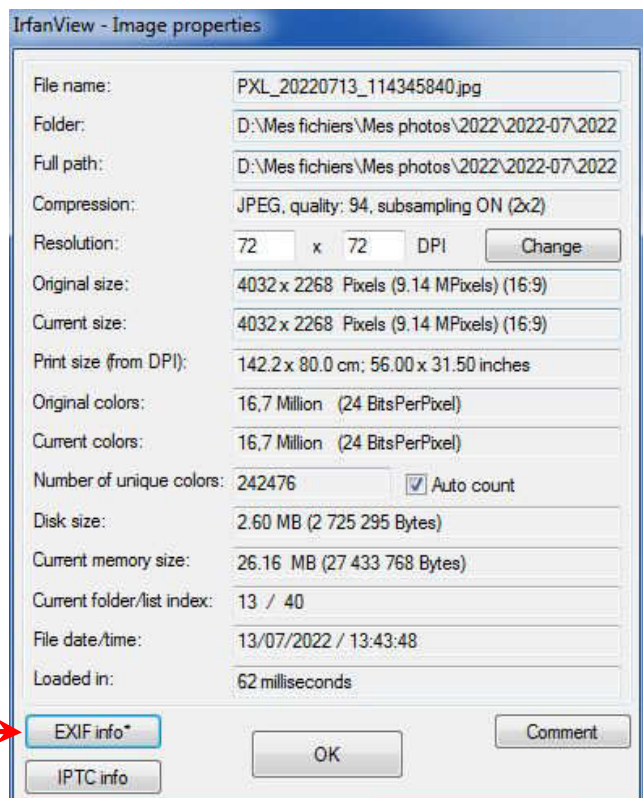 IrfanView - Image properties
File name: PXL_20220713_114345840.jpg
Folder: D:\Mes fichiers\Mes photos\2022\2022-07\2022
Full path: D:\Mes fichiers\Mes photos\2022\2022-07\2022
Compression: JPEG, quality: 94, subsampling ON (2x2)
Resolution: 72 x 72 DPI Change
Original size: 4032 x 2268 Pixels (9.14 MPixels) (16:9)
Current size: 4032 x 2268 Pixels (9.14 MPixels) (16:9)
Print size (from DPI): 142.2 x 80.0 cm; 56.00 x 31.50 inches
Original colors: 16,7 Million (24 BitsPerPixel)
Current colors: 16,7 Million (24 BitsPerPixel)
Number of unique colors: 242476 Auto count
Disk size: 2.60 MB (2 725 295 Bytes)
Current memory size: 26.16 MB (27 433 768 Bytes)
Current folder/list index: 13 / 40
File date/time: 13/07/2022 / 13:43:48
Loaded in: 62 milliseconds
EXIF info* Comment
OK
IPTC info